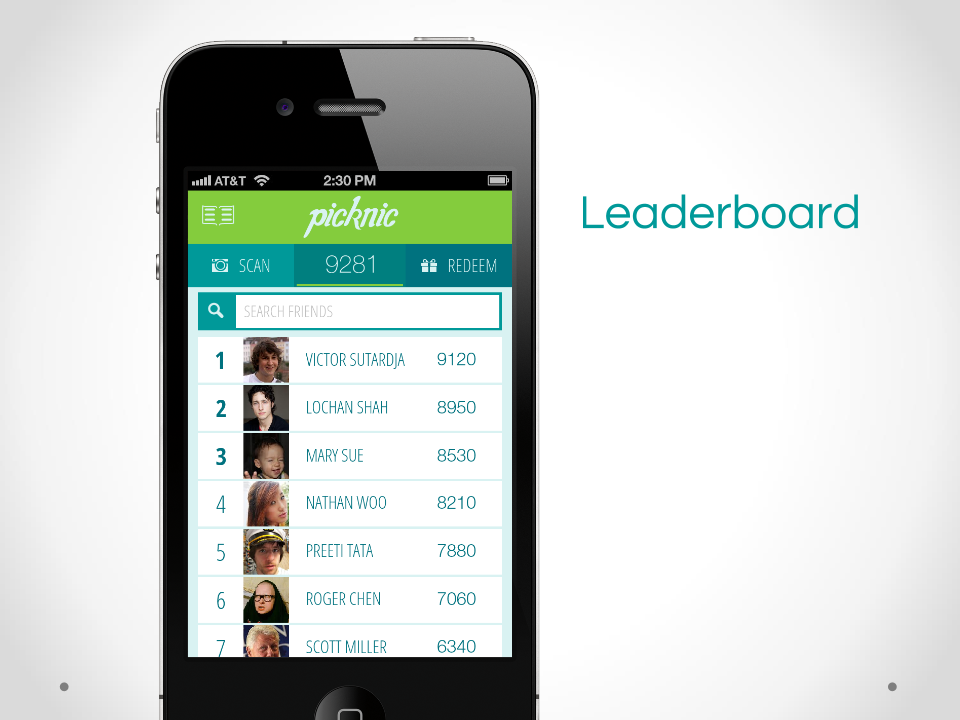 AT&T 2:30 PM
picknic
SCAN 9281 REDEEM
Leaderboard
SEARCH FRIENDS
1 VICTOR SUTARDJA 9120
2 LOCHAN SHAH 8950
3 MARY SUE 8530
4 NATHAN WOO 8210
5 PREETI TATA 7880
6 ROGER CHEN 7060
7 SCOTT MILLER 6340